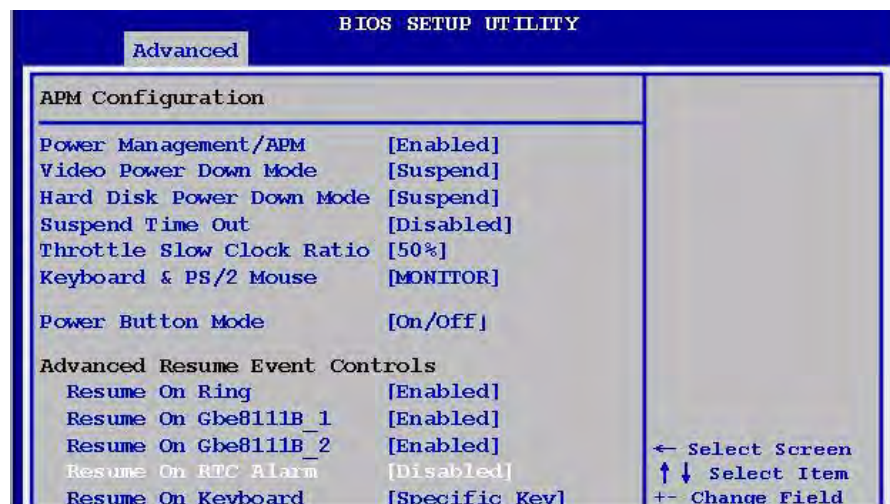 BIOS SETUP UTILITY
Advanced
APM Configuration
Power Management/APM [Enabled]
Video Power Down Mode [Suspend]
Hard Disk Power Down Mode [Suspend]
Suspend Time Out [Disabled]
Throttle Slow Clock Ratio [50%]
Keyboard & PS/2 Mouse [MONITOR]
Power Button Mode [On/Off]
Advanced Resume Event Controls
Resume On Ring [Enabled]
Resume On Gbe8111B_1 [Enabled]
Resume On Gbe8111B_2 [Enabled]
Resume On RTC Alarm [Disabled]
Resume On Keyboard [Specific Key]
← Select Screen
↑↓ Select Item
+- Change Field